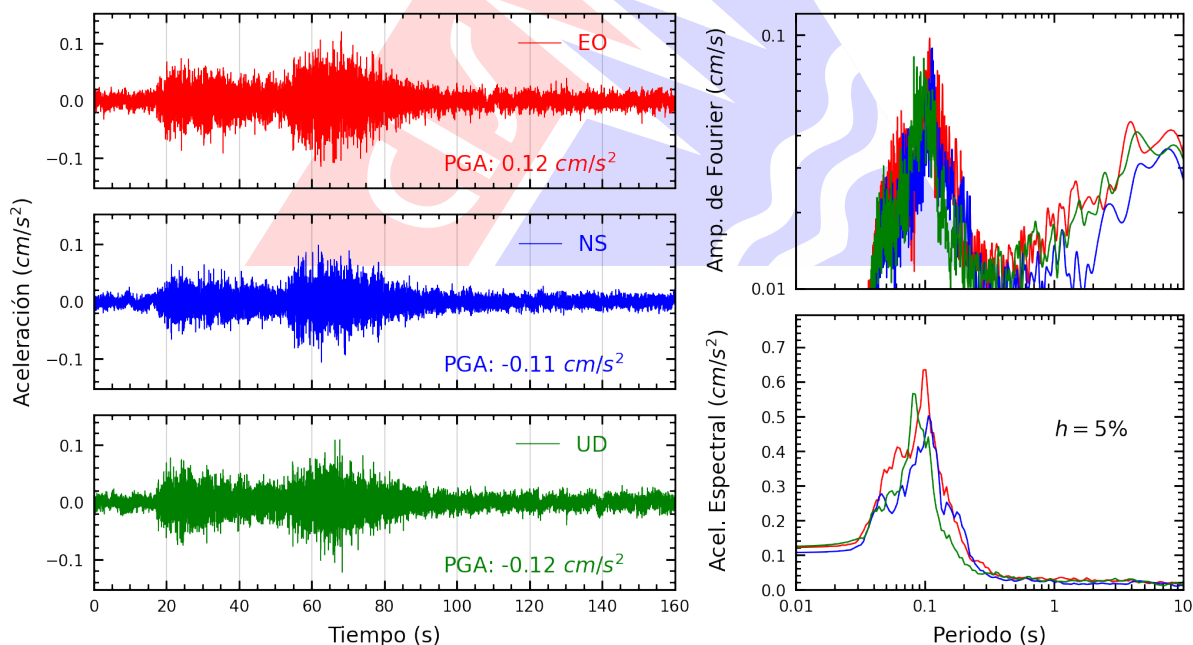 Aceleración (cm/s²)
0.1
0.0
−0.1
EO
PGA: 0.12 cm/s²
0.1
0.0
−0.1
NS
PGA: -0.11 cm/s²
0.1
0.0
−0.1
UD
PGA: -0.12 cm/s²
0 20 40 60 80 100 120 140 160
Tiempo (s)
Amp. de Fourier (cm/s)
0.1
0.01
Acel. Espectral (cm/s²)
0.7
0.6
0.5
0.4
0.3
0.2
0.1
0.0
h = 5%
0.01 0.1 1 10
Periodo (s)